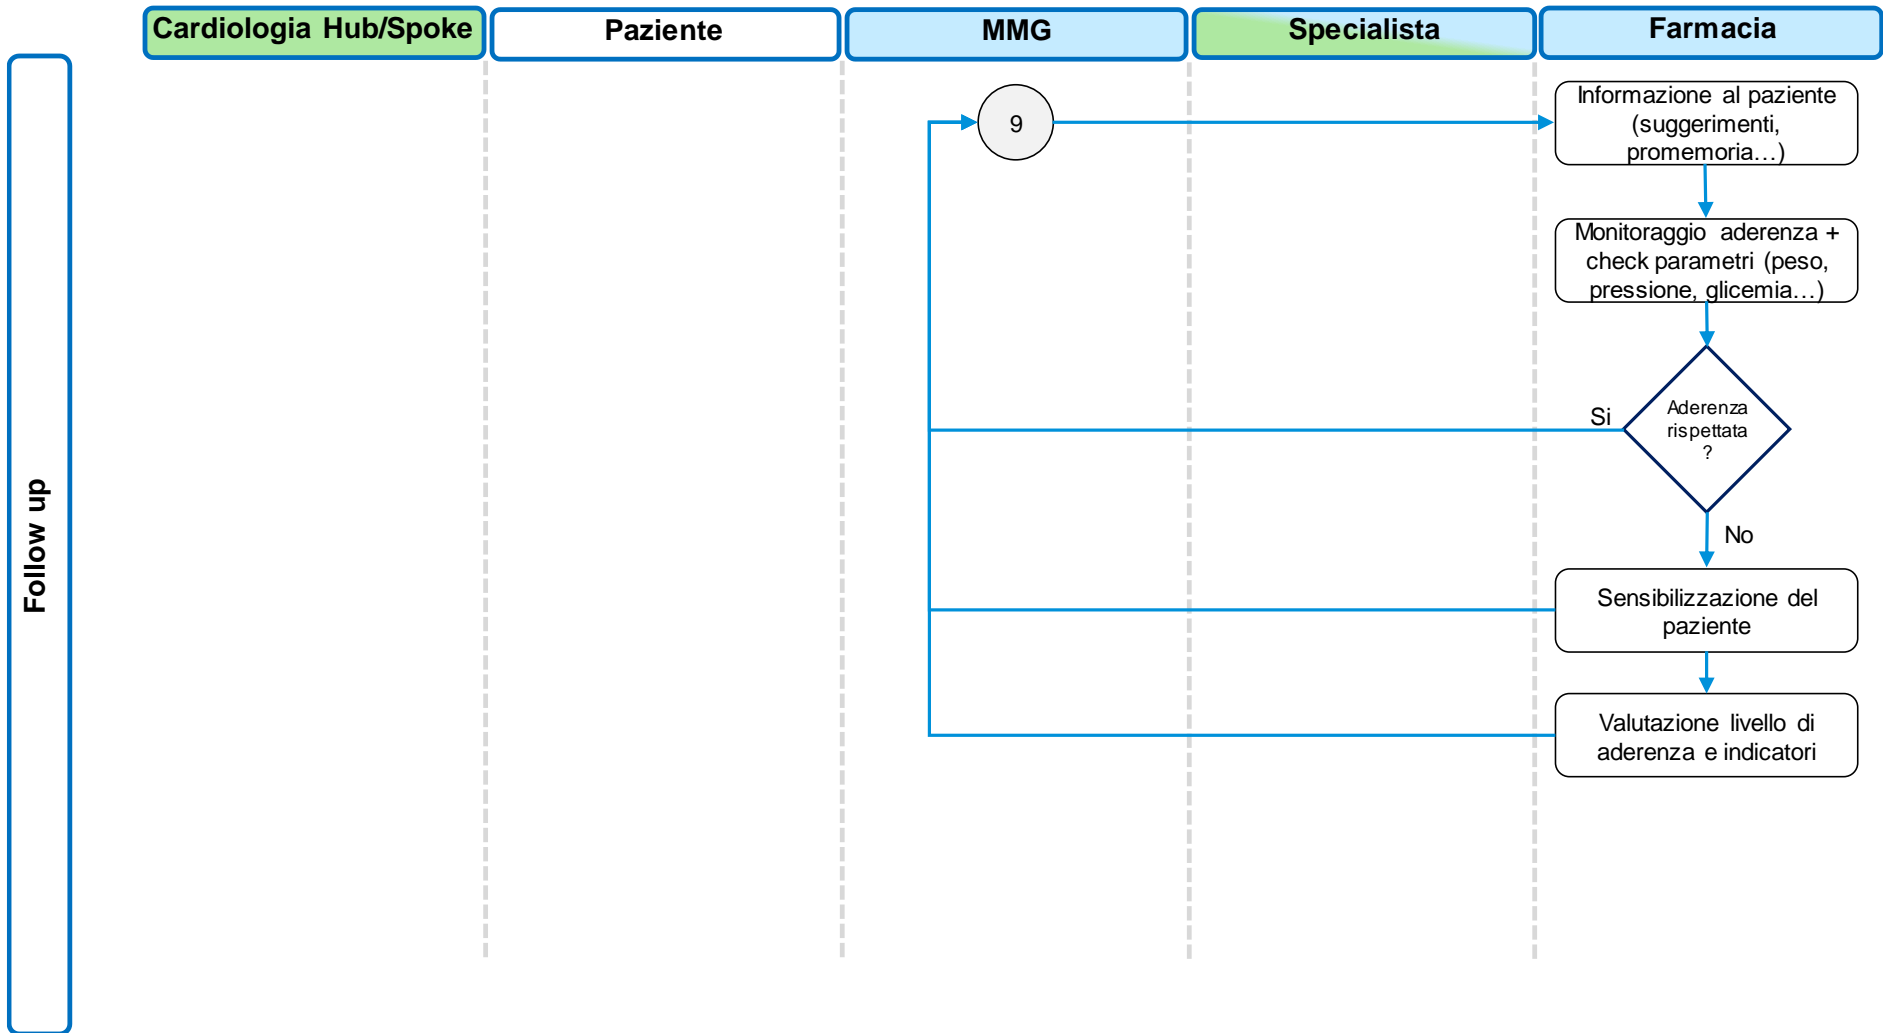 Cardiologia Hub/Spoke
Paziente
MMG
Specialista
Farmacia
Follow up
9
Informazione al paziente
(suggerimenti,
promemoria…)
Monitoraggio aderenza +
check parametri (peso,
pressione, glicemia…)
Aderenza
rispettata
?
Si
No
Sensibilizzazione del
paziente
Valutazione livello di
aderenza e indicatori